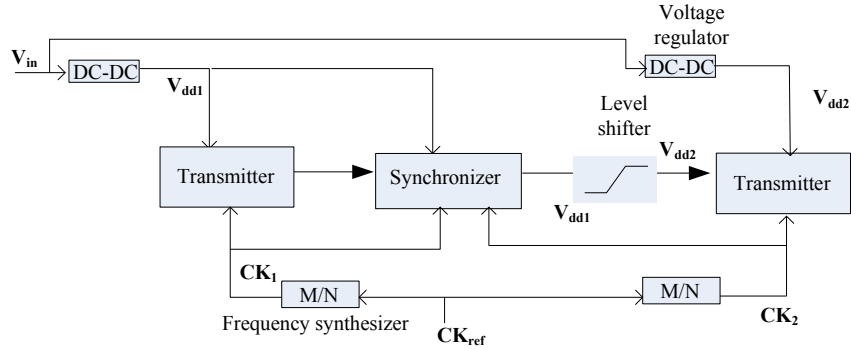 Voltage
regulator
V_in
DC-DC
DC-DC
V_dd1
V_dd2
Level
shifter
V_dd2
Transmitter
Synchronizer
Transmitter
V_dd1
CK_1
M/N
M/N
Frequency synthesizer
CK_ref
CK_2